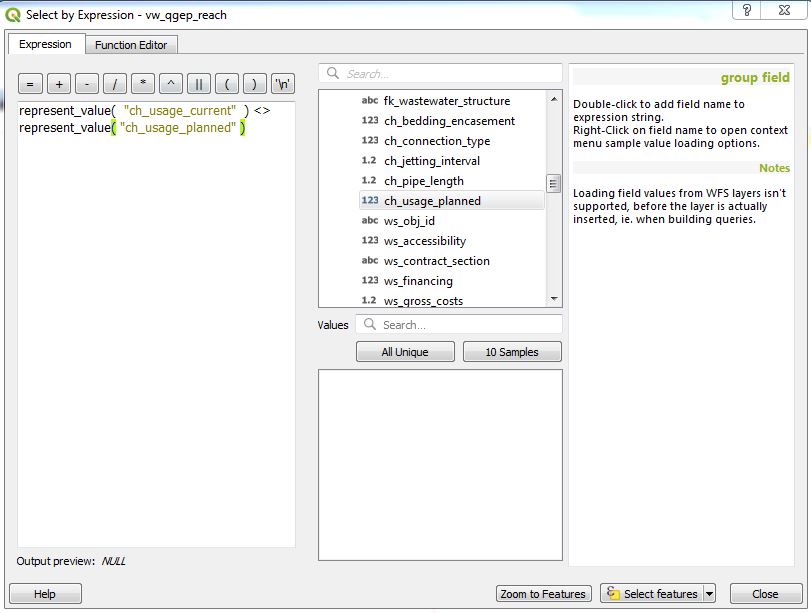 Select by Expression - vw_qgep_reach
?
Expression
Function Editor
= + - / * ^ || ( ) '\n'
represent_value( "ch_usage_current" ) <>
represent_value( "ch_usage_planned" )
Output preview: NULL
Search...
abc fk_wastewater_structure
123 ch_bedding_encasement
123 ch_connection_type
1.2 ch_jetting_interval
1.2 ch_pipe_length
123 ch_usage_planned
abc ws_obj_id
123 ws_accessibility
abc ws_contract_section
123 ws_financing
1.2 ws_gross_costs
Values Search...
All Unique 10 Samples
group field
Double-click to add field name to
expression string.
Right-Click on field name to open context
menu sample value loading options.
Notes
Loading field values from WFS layers isn't
supported, before the layer is actually
inserted, ie. when building queries.
Help Zoom to Features Select features Close